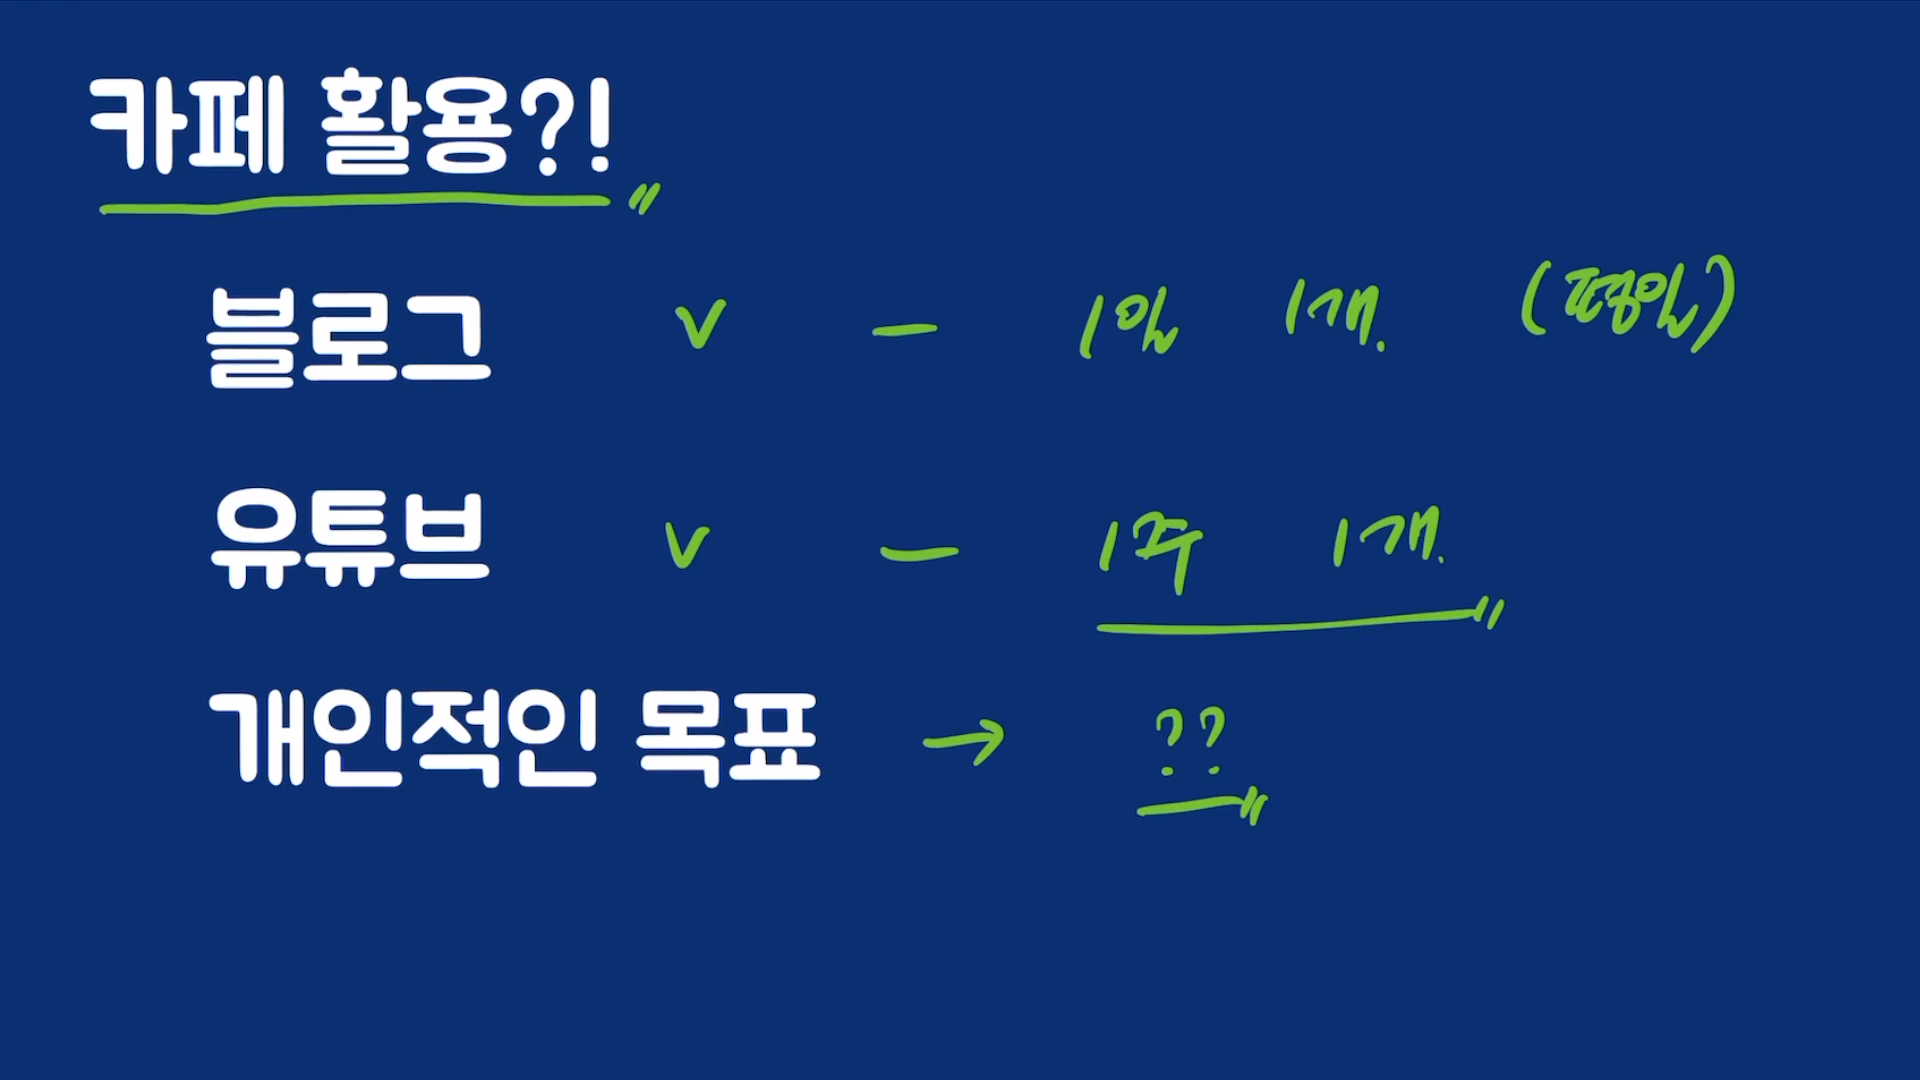 카페 활용?!
블로그 v - 1일 1개. (평일)
유튜브 v - 1주 1개.
개인적인 목표 → ??